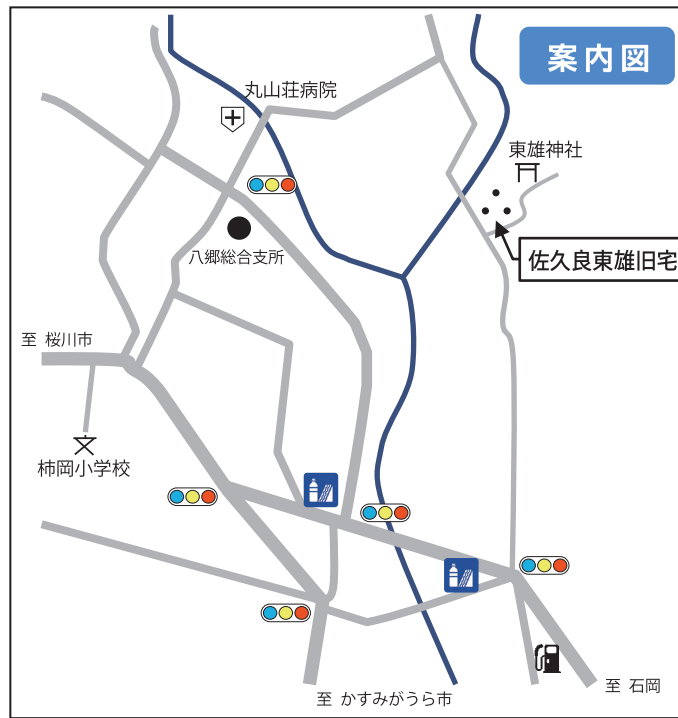 案内図
丸山荘病院
東雄神社
八郷総合支所
佐久良東雄旧宅
至 桜川市
柿岡小学校
至 石岡
至 かすみがうら市